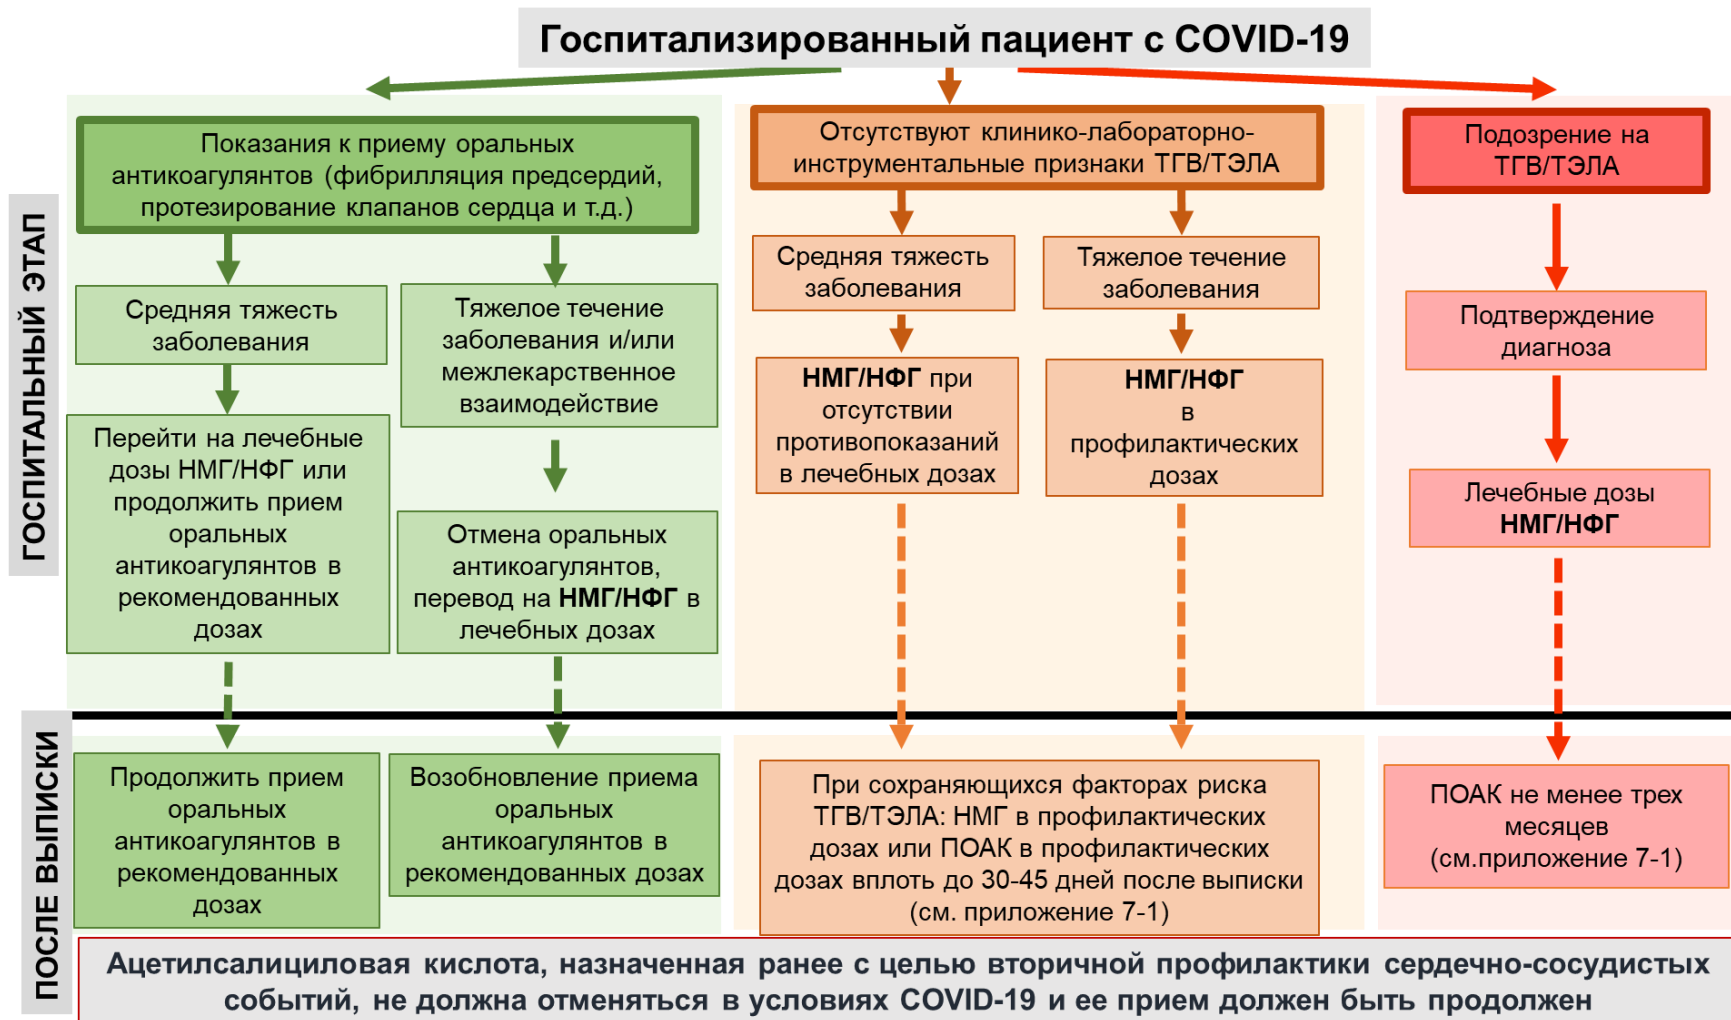 Госпитализированный пациент с COVID-19
ГОСПИТАЛЬНЫЙ ЭТАП
Показания к приему оральных
антикоагулянтов (фибрилляция предсердий,
протезирование клапанов сердца и т.д.)
Средняя тяжесть
заболевания
Перейти на лечебные
дозы НМГ/НФГ или
продолжить прием
оральных
антикоагулянтов в
рекомендованных
дозах
Тяжелое течение
заболевания и/или
межлекарственное
взаимодействие
Отмена оральных
антикоагулянтов,
перевод на НМГ/НФГ в
лечебных дозах
Отсутствуют клинико-лабораторно-
инструментальные признаки ТГВ/ТЭЛА
Средняя тяжесть
заболевания
НМГ/НФГ при
отсутствии
противопоказаний
в лечебных дозах
Тяжелое течение
заболевания
НМГ/НФГ
в
профилактических
дозах
Подозрение на
ТГВ/ТЭЛА
Подтверждение
диагноза
Лечебные дозы
НМГ/НФГ
ПОСЛЕ ВЫПИСКИ
Продолжить прием
оральных
антикоагулянтов в
рекомендованных
дозах
Возобновление приема
оральных
антикоагулянтов в
рекомендованных дозах
При сохраняющихся факторах риска
ТГВ/ТЭЛА: НМГ в профилактических
дозах или ПОАК в профилактических
дозах вплоть до 30-45 дней после выписки
(см. приложение 7-1)
ПОАК не менее трех
месяцев
(см.приложение 7-1)
Ацетилсалициловая кислота, назначенная ранее с целью вторичной профилактики сердечно-сосудистых
событий, не должна отменяться в условиях COVID-19 и ее прием должен быть продолжен